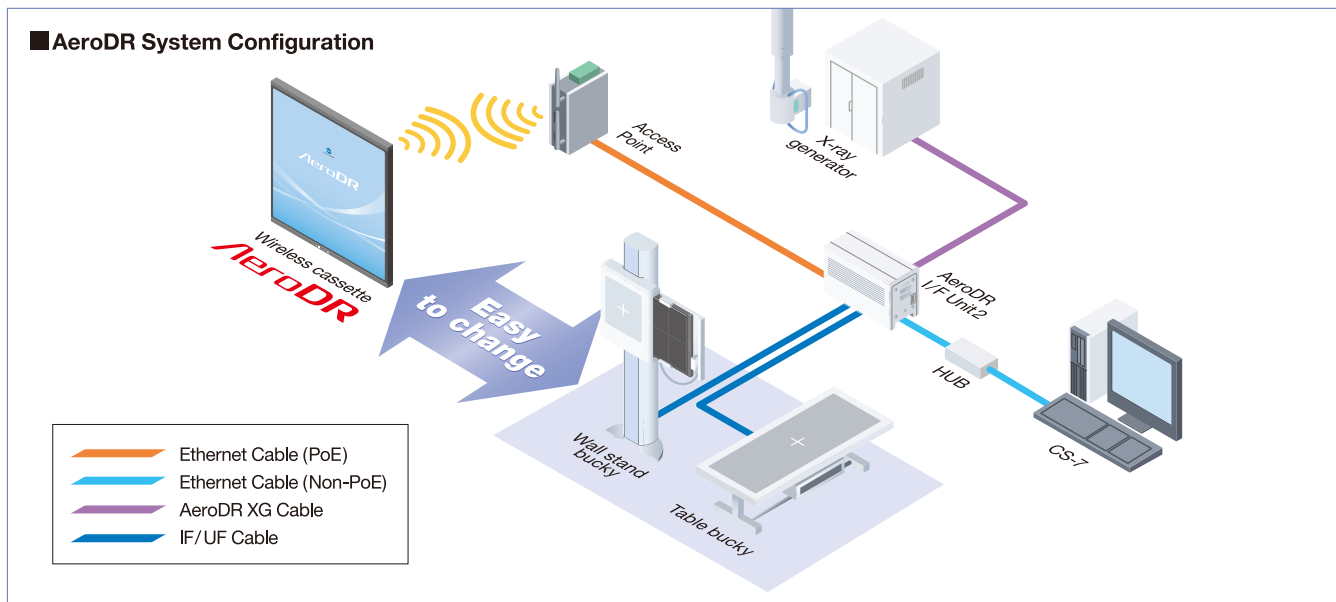 ■AeroDR System Configuration
AeroDR
Wireless cassette
AeroDR
Access
Point
X-ray
generator
AeroDR
I/F Unit2
HUB
CS-7
Easy
to change
Wall stand
bucky
Table bucky
Ethernet Cable (PoE)
Ethernet Cable (Non-PoE)
AeroDR XG Cable
IF/UF Cable